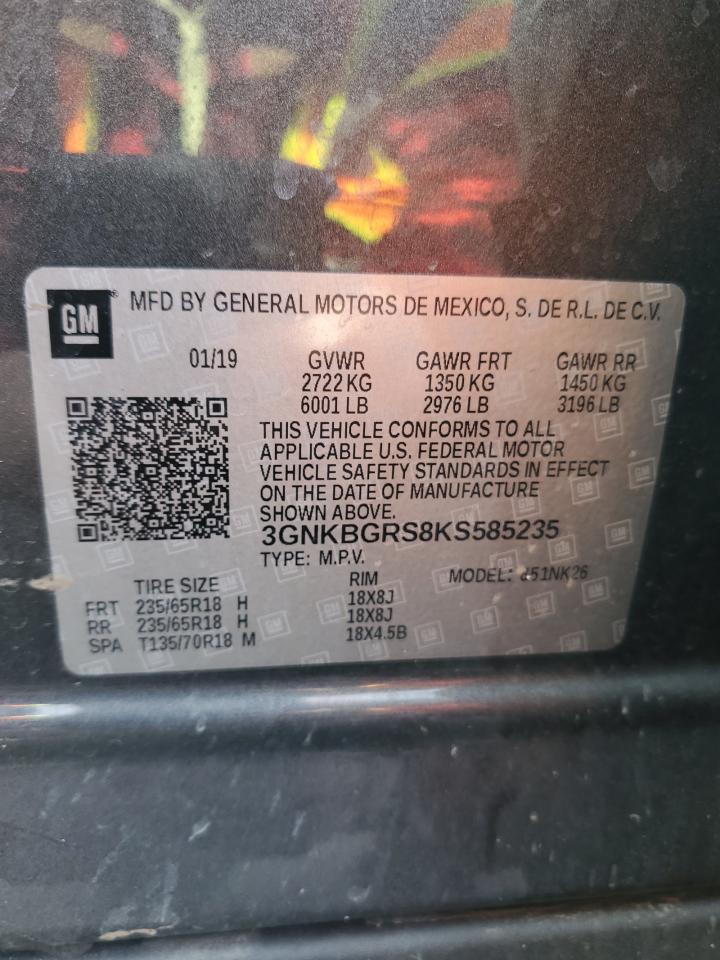 GM
MFD BY GENERAL MOTORS DE MEXICO, S. DE R.L. DE C.V.
01/19 GVWR GAWR FRT GAWR RR
2722 KG 1350 KG 1450 KG
6001 LB 2976 LB 3196 LB
THIS VEHICLE CONFORMS TO ALL
APPLICABLE U.S. FEDERAL MOTOR
VEHICLE SAFETY STANDARDS IN EFFECT
ON THE DATE OF MANUFACTURE
SHOWN ABOVE.
3GNKBGRS8KS585235
TYPE: M.P.V. MODEL:
TIRE SIZE RIM
FRT 235/65R18 H 18X8J
RR 235/65R18 H 18X8J
SPA T135/70R18 M 18X4.5B